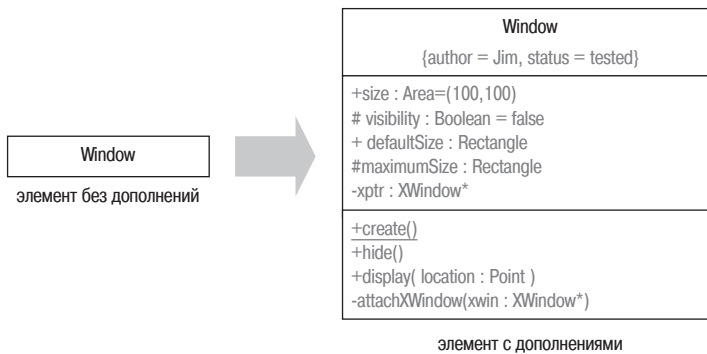 Window
элемент без дополнений
Window
{author = Jim, status = tested}
+size : Area=(100,100)
# visibility : Boolean = false
+ defaultSize : Rectangle
#maximumSize : Rectangle
-xptr : XWindow*
+create()
+hide()
+display( location : Point )
-attachXWindow(xwin : XWindow*)
элемент с дополнениями